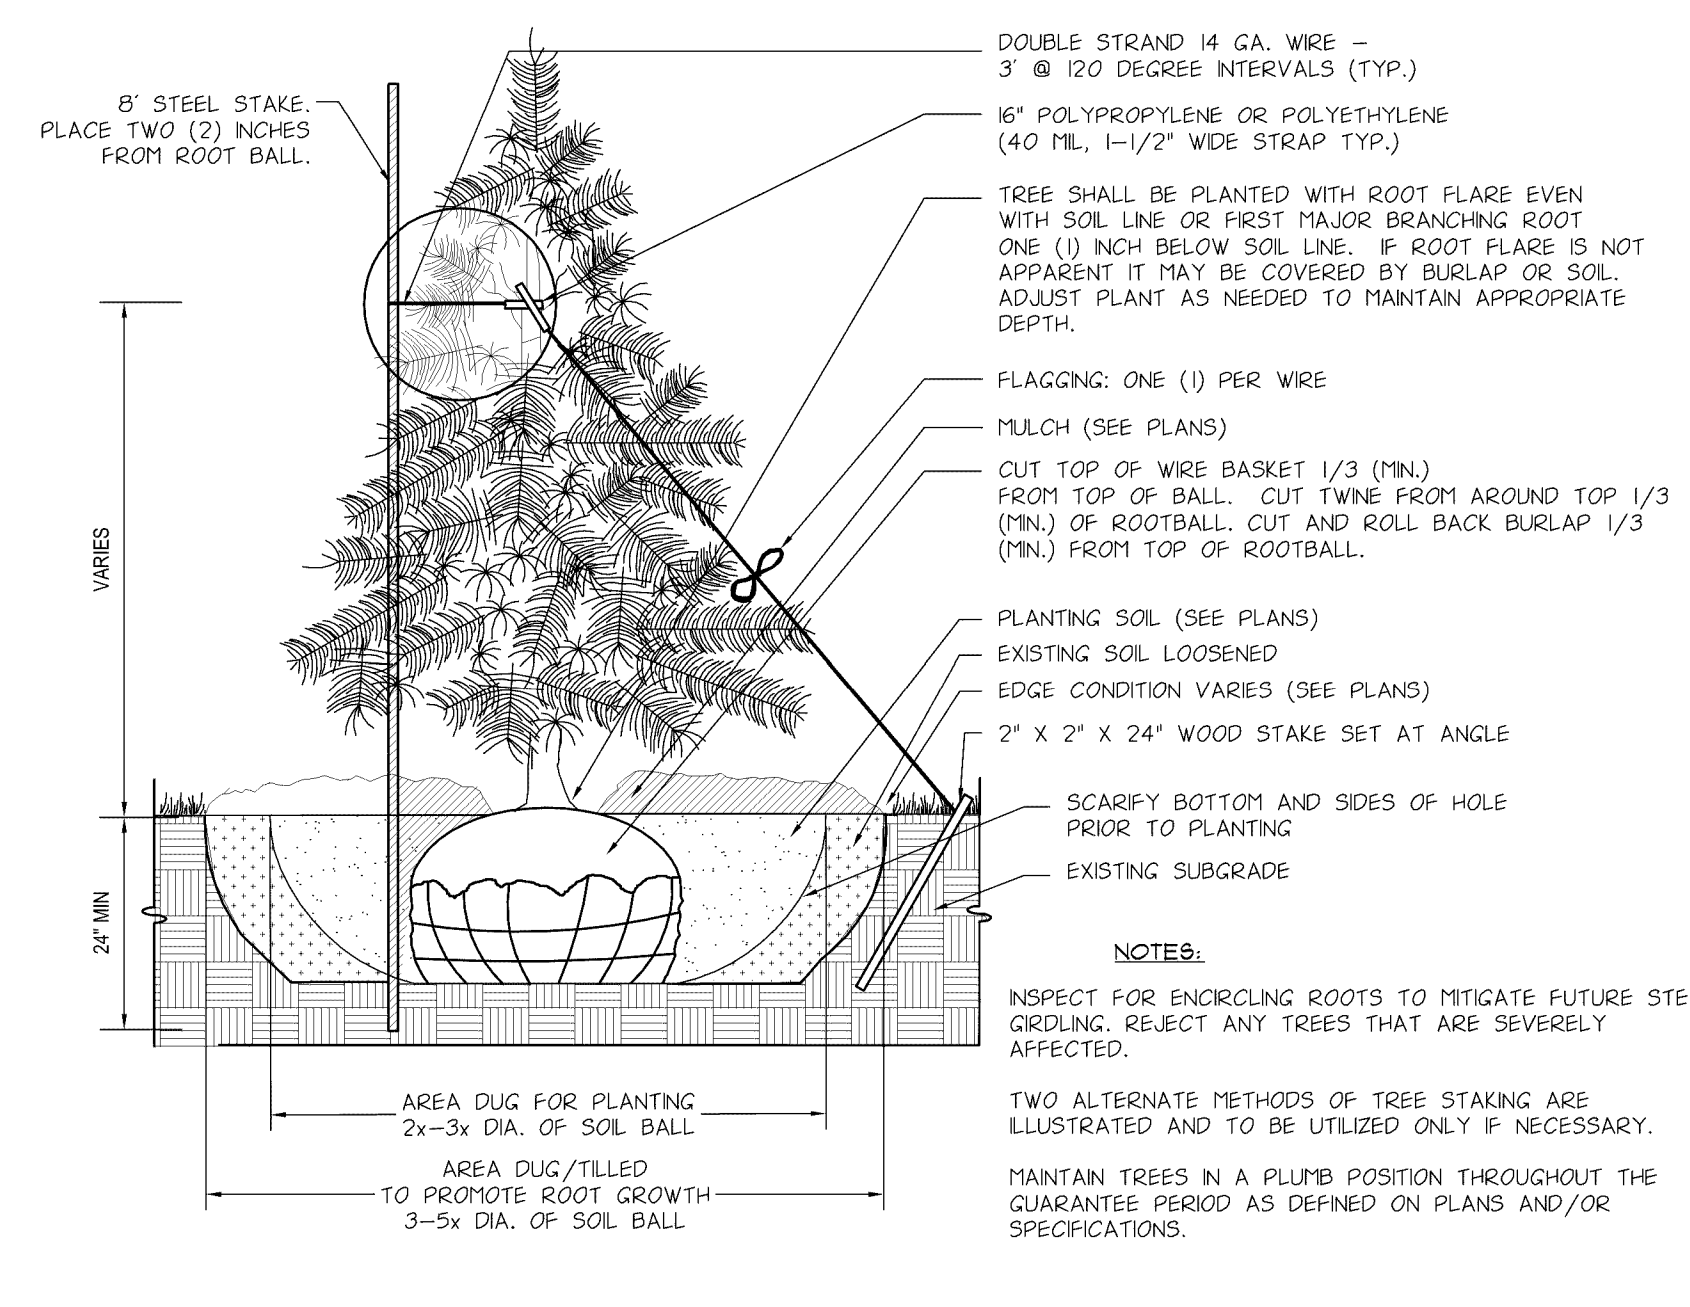 8' STEEL STAKE.
PLACE TWO (2) INCHES
FROM ROOT BALL.
DOUBLE STRAND 14 GA. WIRE –
3' @ 120 DEGREE INTERVALS (TYP.)
16" POLYPROPYLENE OR POLYETHYLENE
(40 MIL, 1–1/2" WIDE STRAP TYP.)
TREE SHALL BE PLANTED WITH ROOT FLARE EVEN
WITH SOIL LINE OR FIRST MAJOR BRANCHING ROOT
ONE (1) INCH BELOW SOIL LINE. IF ROOT FLARE IS NOT
APPARENT IT MAY BE COVERED BY BURLAP OR SOIL.
ADJUST PLANT AS NEEDED TO MAINTAIN APPROPRIATE
DEPTH.
FLAGGING: ONE (1) PER WIRE
MULCH (SEE PLANS)
CUT TOP OF WIRE BASKET 1/3 (MIN.)
FROM TOP OF BALL. CUT TWINE FROM AROUND TOP 1/3
(MIN.) OF ROOTBALL. CUT AND ROLL BACK BURLAP 1/3
(MIN.) FROM TOP OF ROOTBALL.
PLANTING SOIL (SEE PLANS)
EXISTING SOIL LOOSENED
EDGE CONDITION VARIES (SEE PLANS)
2" X 2" X 24" WOOD STAKE SET AT ANGLE
SCARIFY BOTTOM AND SIDES OF HOLE
PRIOR TO PLANTING
EXISTING SUBGRADE
VARIES
24" MIN
AREA DUG FOR PLANTING
2x–3x DIA. OF SOIL BALL
AREA DUG/TILLED
TO PROMOTE ROOT GROWTH
3–5x DIA. OF SOIL BALL
NOTES:
INSPECT FOR ENCIRCLING ROOTS TO MITIGATE FUTURE STE
GIRDLING. REJECT ANY TREES THAT ARE SEVERELY
AFFECTED.
TWO ALTERNATE METHODS OF TREE STAKING ARE
ILLUSTRATED AND TO BE UTILIZED ONLY IF NECESSARY.
MAINTAIN TREES IN A PLUMB POSITION THROUGHOUT THE
GUARANTEE PERIOD AS DEFINED ON PLANS AND/OR
SPECIFICATIONS.